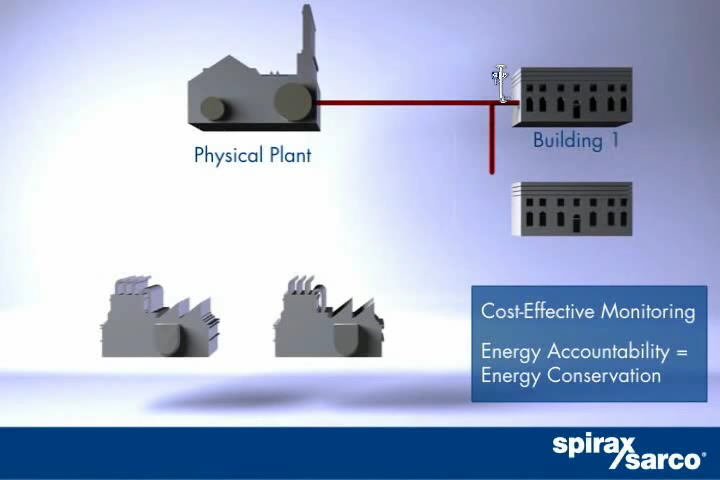 Physical Plant
Building 1
Cost-Effective Monitoring
Energy Accountability =
Energy Conservation
spirax
sarco®